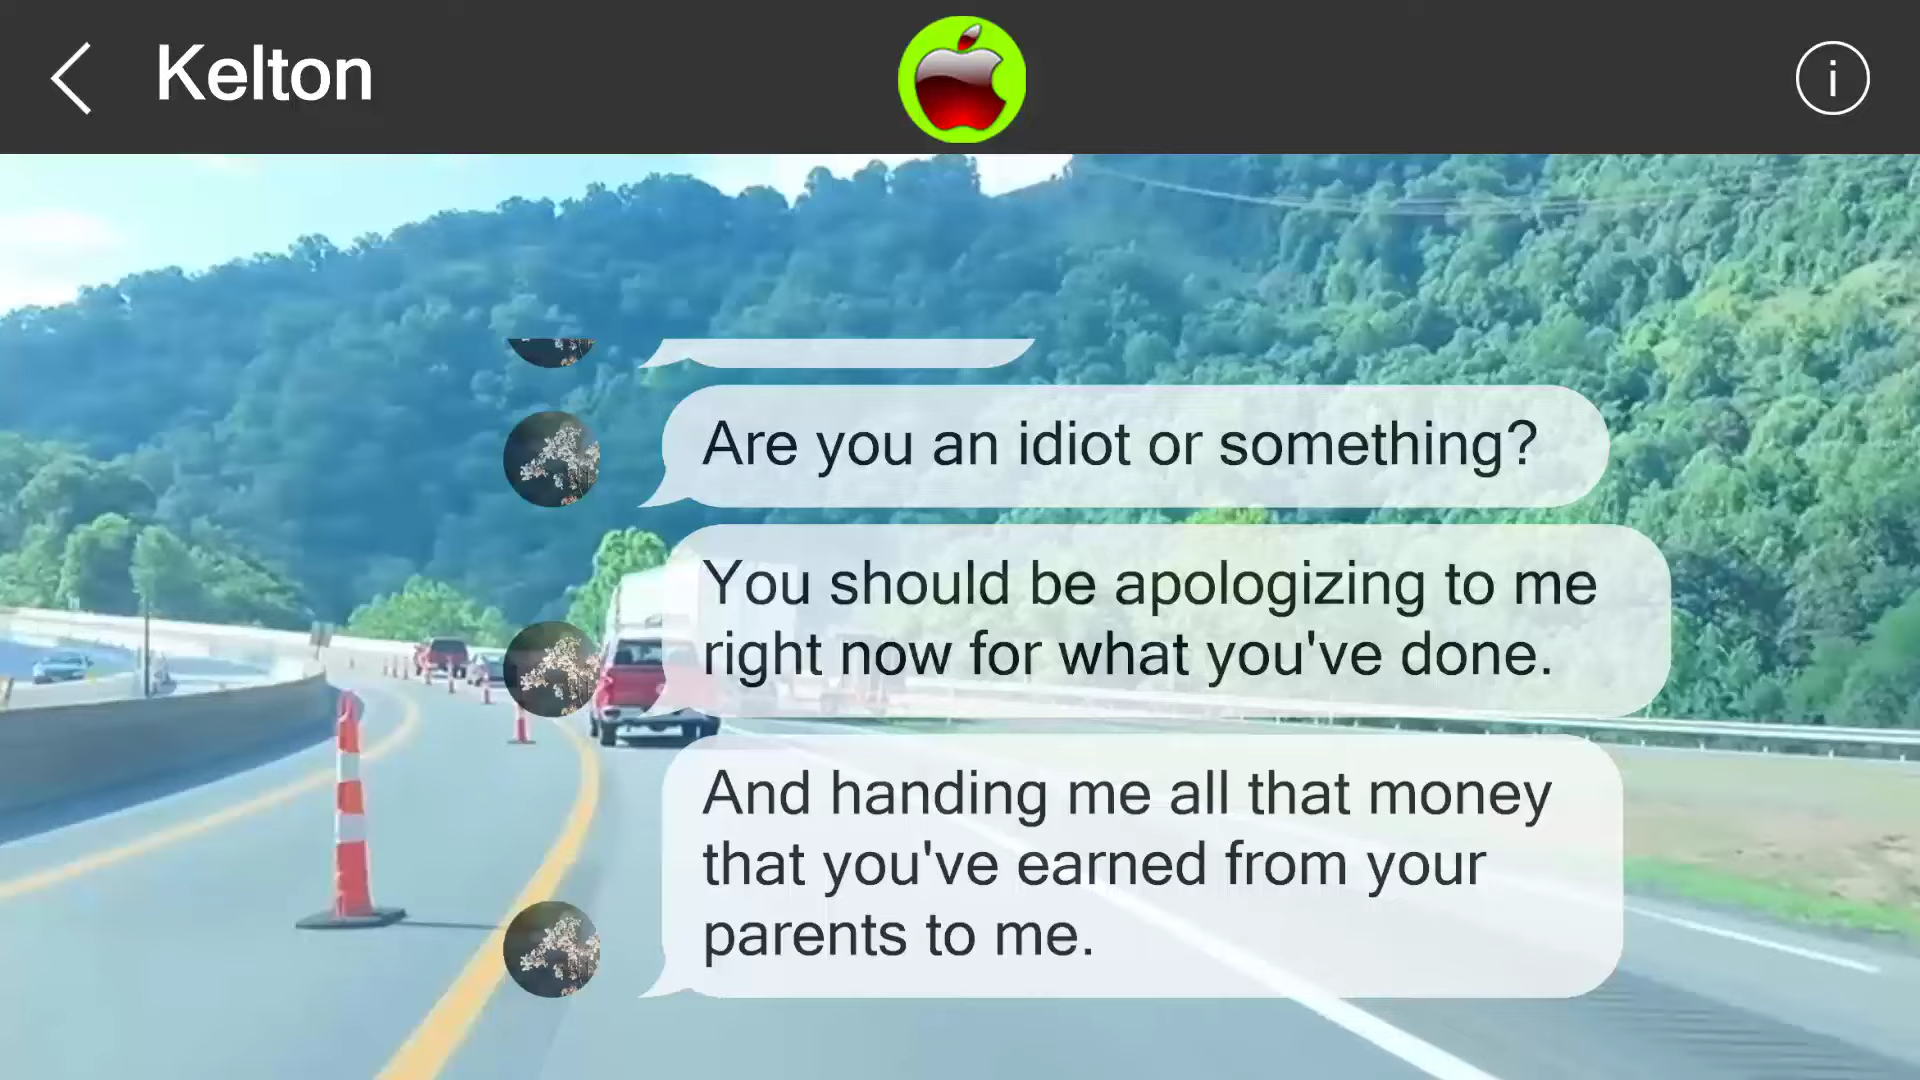 Kelton
i
Are you an idiot or something?
You should be apologizing to me
right now for what you've done.
And handing me all that money
that you've earned from your
parents to me.